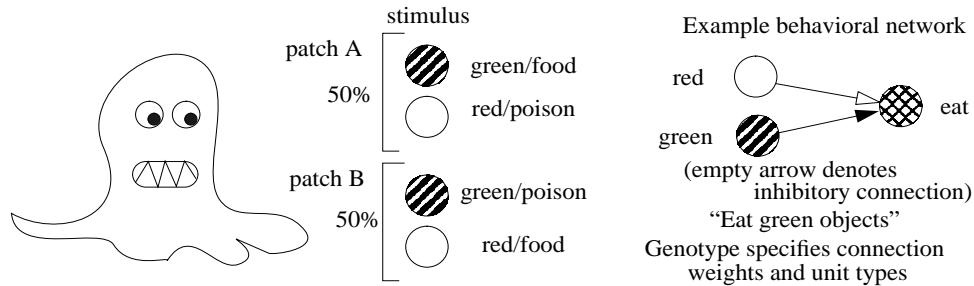 stimulus
patch A
50%
green/food
red/poison
patch B
50%
green/poison
red/food
Example behavioral network
red
green
eat
(empty arrow denotes
inhibitory connection)
“Eat green objects”
Genotype specifies connection
weights and unit types